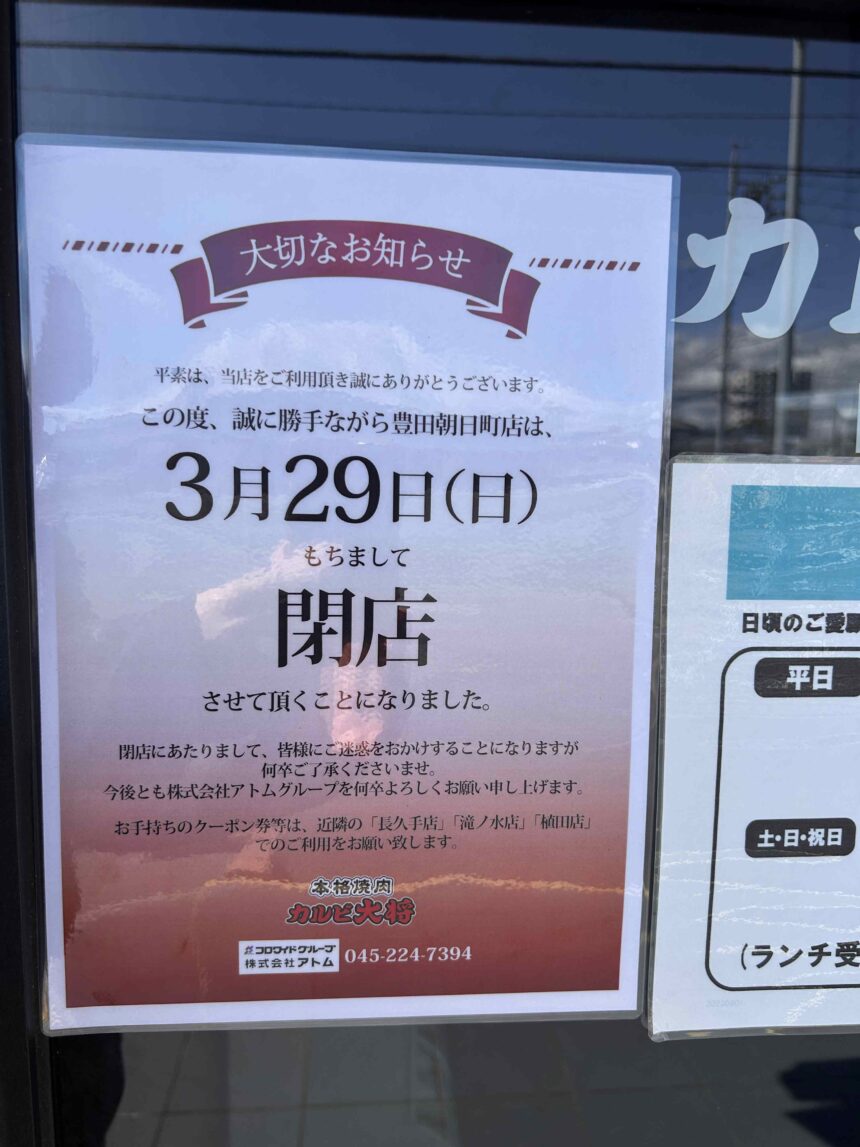 大切なお知らせ
平素は、当店をご利用頂き誠にありがとうございます。
この度、誠に勝手ながら豊田朝日町店は、
3月29日(日)
もちまして
閉店
させて頂くことになりました。
閉店にあたりまして、皆様にご迷惑をおかけすることになりますが
何卒ご了承くださいませ。
今後とも株式会社アトムグループを何卒よろしくお願い申し上げます。
お手持ちのクーポン券等は、近隣の「長久手店」「滝ノ水店」「植田店」
でのご利用をお願い致します。
本格焼肉
カルビ大将
コロワイドグループ
株式会社アトム 045-224-7394
カル
日頃のご愛顧
平日
土・日・祝日
(ランチ受